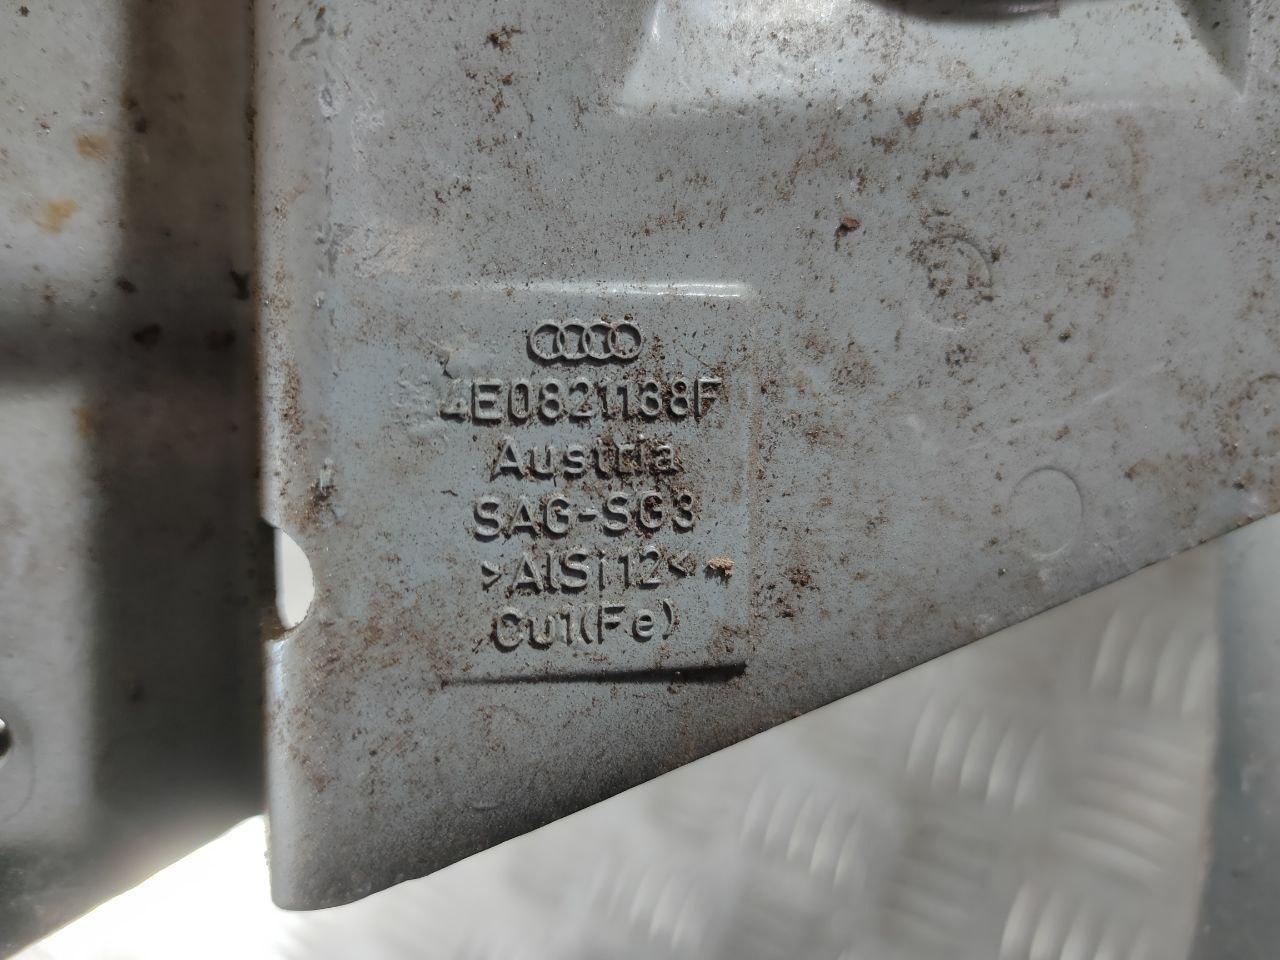 4E0821138F
Austria
SAG-SG3
>AlSi12<
Cu1(Fe)